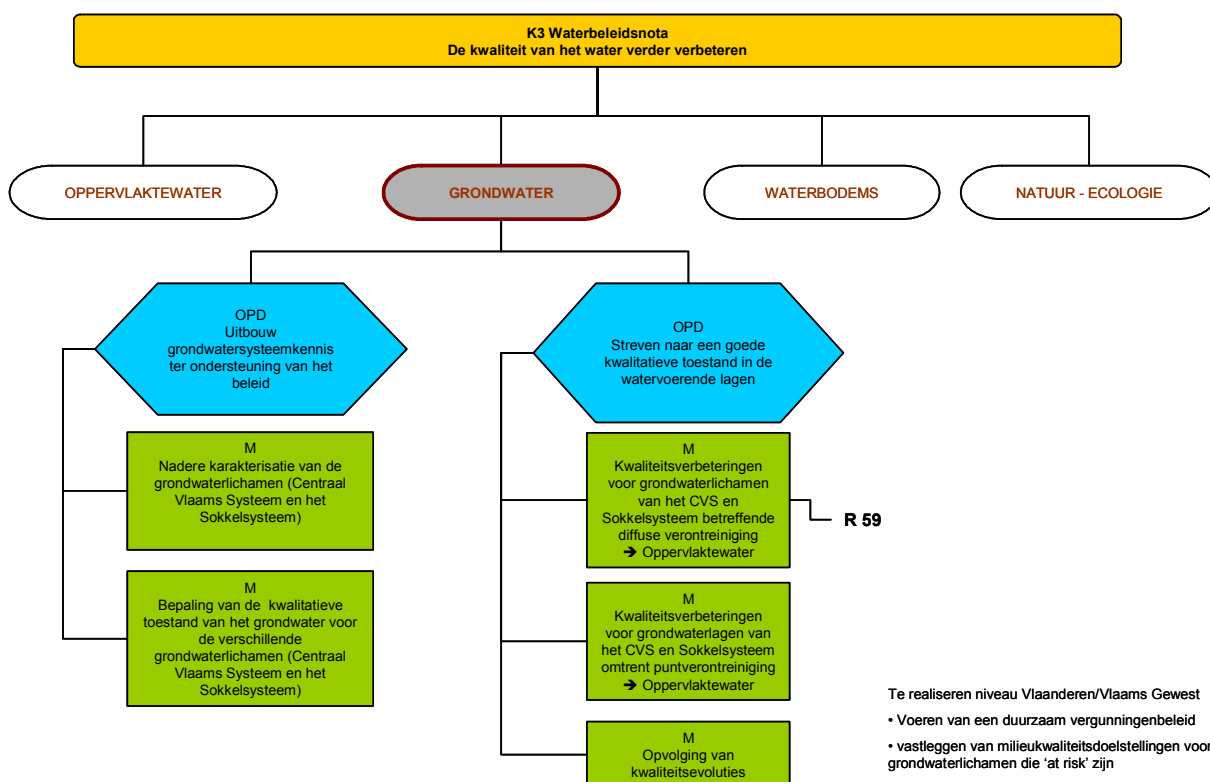 K3 Waterbeleidsnota
De kwaliteit van het water verder verbeteren
OPPERVLAKTEWATER
GRONDWATER
WATERBODEMS
NATUUR - ECOLOGIE
OPD
Uitbouw
grondwatersysteemkennis
ter ondersteuning van het
beleid
OPD
Streven naar een goede
kwalitatieve toestand in de
watervoerende lagen
M
Nadere karakterisatie van de
grondwaterlichamen (Centraal
Vlaams Systeem en het
Sokkelsysteem)
M
Bepaling van de kwalitatieve
toestand van het grondwater voor
de verschillende
grondwaterlichamen (Centraal
Vlaams Systeem en het
Sokkelsysteem)
M
Kwaliteitsverbeteringen
voor grondwaterlichamen
van het CVS en
Sokkelsysteem betreffende
diffuse verontreiniging
➔ Oppervlaktewater
R 59
M
Kwaliteitsverbeteringen
voor grondwaterlagen van
het CVS en Sokkelsysteem
omtrent puntverontreiniging
➔ Oppervlaktewater
M
Opvolging van
kwaliteitsevoluties
Te realiseren niveau Vlaanderen/Vlaams Gewest
• Voeren van een duurzaam vergunningenbeleid
• vastleggen van milieukwaliteitsdoelstellingen voor
grondwaterlichamen die 'at risk' zijn